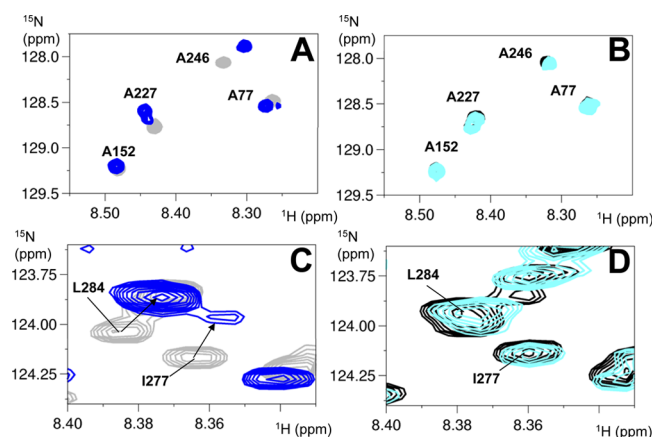 15N
(ppm)
A
A246
128.0
A227
A77
128.5
A152
129.0
129.5
8.50
8.40
8.30
1H (ppm)
15N
(ppm)
B
A246
128.0
A77
A227
128.5
A152
129.0
129.5
8.50
8.40
8.30
1H (ppm)
15N
(ppm)
C
123.75
L284
124.00
I277
124.25
8.40
8.38
8.36
1H (ppm)
15N
(ppm)
D
123.75
L284
124.00
I277
124.25
8.40
8.38
8.36
1H (ppm)